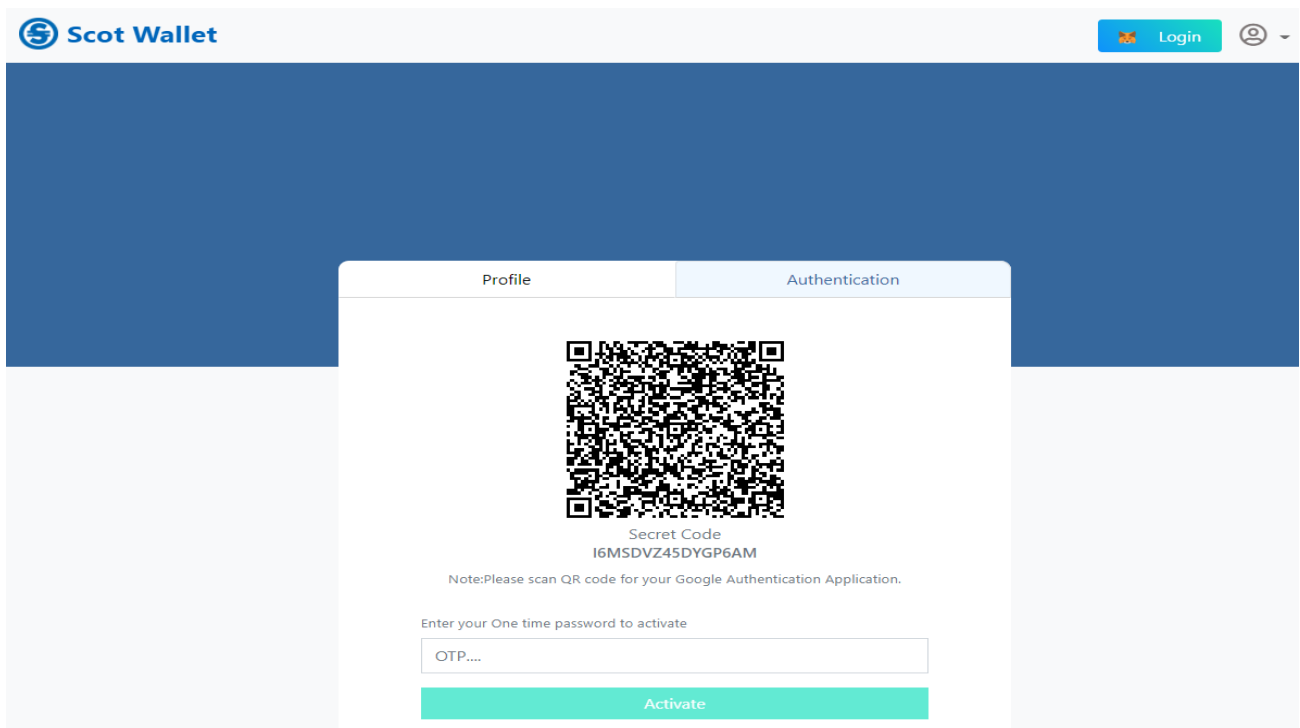 Scot Wallet
Login
Profile
Authentication
Secret Code
I6MSDVZ45DYGP6AM
Note:Please scan QR code for your Google Authentication Application.
Enter your One time password to activate
OTP....
Activate